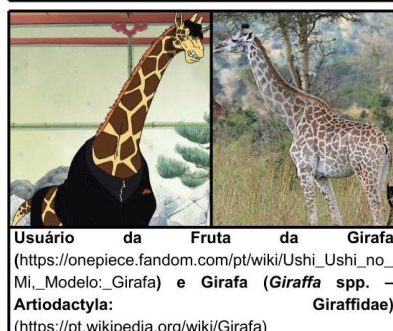 Usuário da Fruta da Girafa
(https://onepiece.fandom.com/pt/wiki/Ushi_Ushi_no_
Mi,_Modelo:_Girafa) e Girafa (Giraffa spp. –
Artiodactyla: Giraffidae)
(https://pt.wikipedia.org/wiki/Girafa)